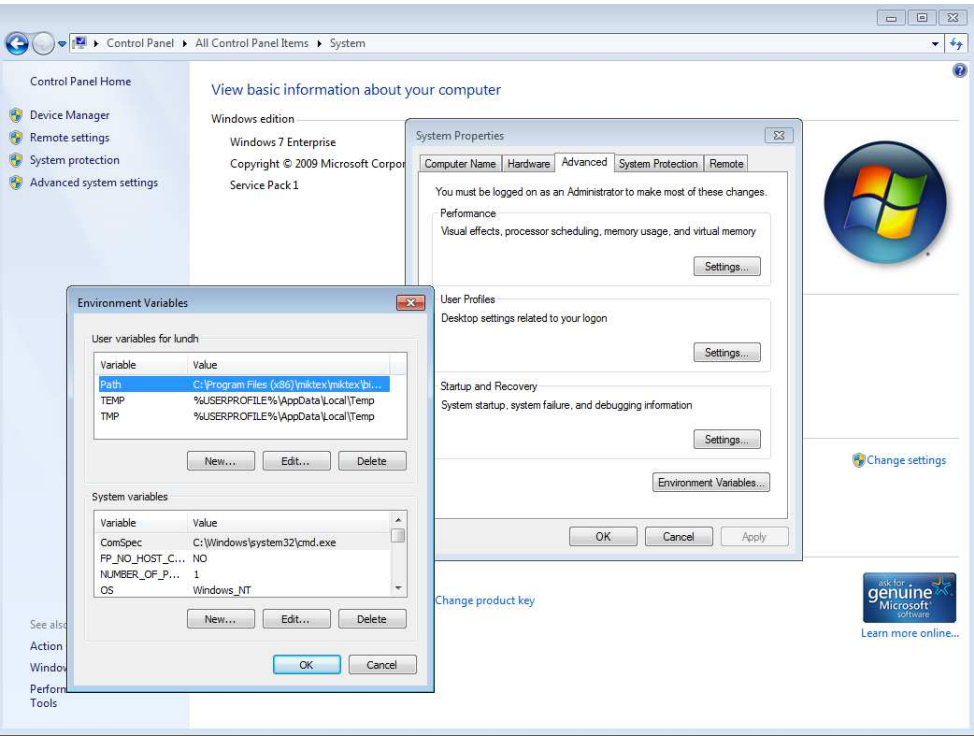 Control Panel ▸ All Control Panel Items ▸ System
Control Panel Home
Device Manager
Remote settings
System protection
Advanced system settings
See also
Action
Window
Perform
Tools
View basic information about your computer
Windows edition
Windows 7 Enterprise
Copyright © 2009 Microsoft Corpor
Service Pack 1
System Properties
Computer Name Hardware Advanced System Protection Remote
You must be logged on as an Administrator to make most of these changes.
Performance
Visual effects, processor scheduling, memory usage, and virtual memory
Settings...
User Profiles
Desktop settings related to your logon
Settings...
Startup and Recovery
System startup, system failure, and debugging information
Settings...
Environment Variables...
OK Cancel Apply
Environment Variables
User variables for lundh
Variable Value
Path C:\Program Files (x86)\miktex\miktex\bi...
TEMP %USERPROFILE%\AppData\Local\Temp
TMP %USERPROFILE%\AppData\Local\Temp
New... Edit... Delete
System variables
Variable Value
ComSpec C:\Windows\system32\cmd.exe
FP_NO_HOST_C... NO
NUMBER_OF_P... 1
OS Windows_NT
New... Edit... Delete
OK Cancel
Change settings
Change product key
ask for
genuine
Microsoft
software
Learn more online...